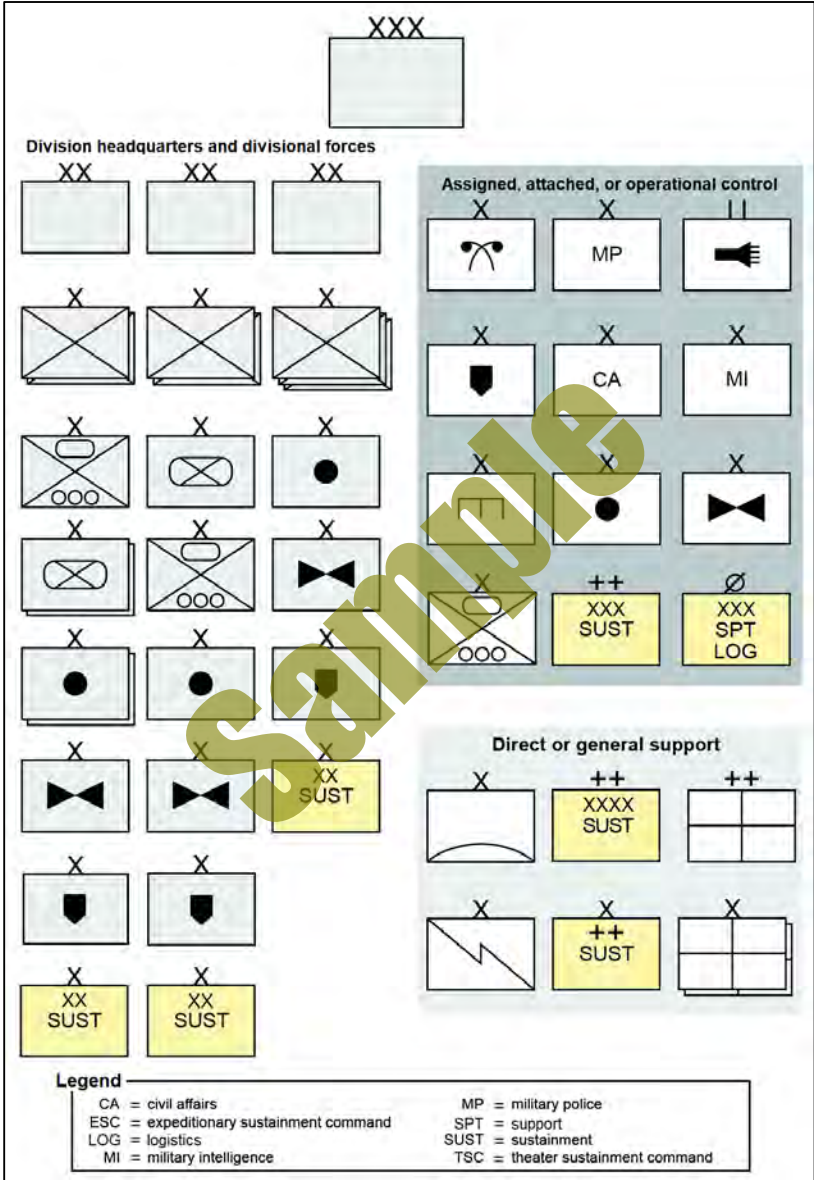 XXX
Division headquarters and divisional forces
XX XX XX
X X X
X X X
X X X
X X X
X X X
XX
SUST
X X
X X
XX XX
SUST SUST
Assigned, attached, or operational control
X X II
MP
X X X
CA MI
X X X
X ++ Ø
XXX XXX
SUST SPT
LOG
Direct or general support
X ++ ++
XXXX
SUST
X X X
++
SUST
Sample
Legend
CA = civil affairs
ESC = expeditionary sustainment command
LOG = logistics
MI = military intelligence
MP = military police
SPT = support
SUST = sustainment
TSC = theater sustainment command